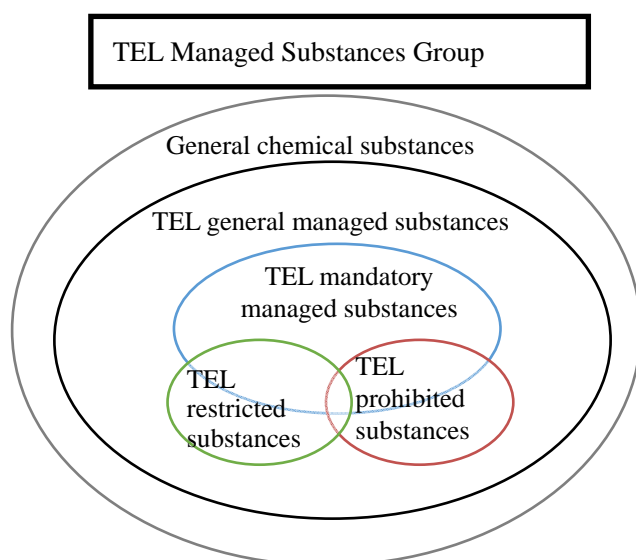 TEL Managed Substances Group
General chemical substances
TEL general managed substances
TEL mandatory
managed substances
TEL
restricted
substances
TEL
prohibited
substances